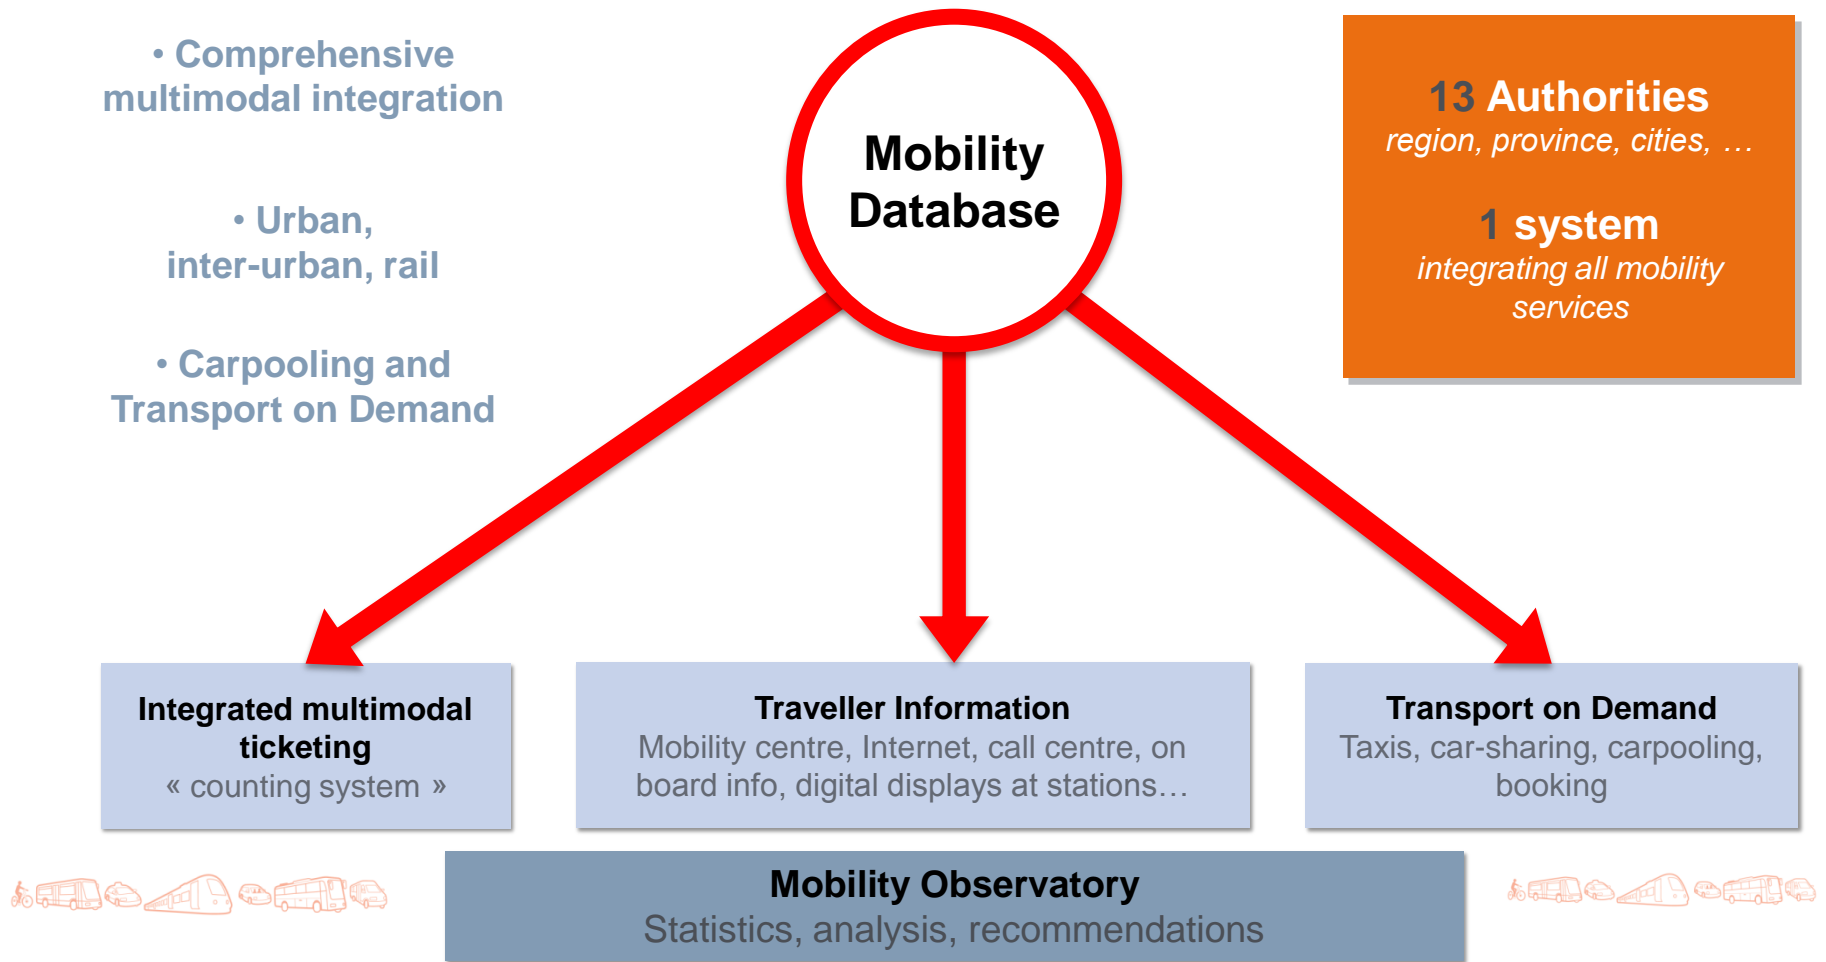 • Comprehensive
multimodal integration
• Urban,
inter-urban, rail
• Carpooling and
Transport on Demand
Mobility
Database
13 Authorities
region, province, cities, …
1 system
integrating all mobility
services
Integrated multimodal
ticketing
« counting system »
Traveller Information
Mobility centre, Internet, call centre, on
board info, digital displays at stations…
Transport on Demand
Taxis, car-sharing, carpooling,
booking
Mobility Observatory
Statistics, analysis, recommendations